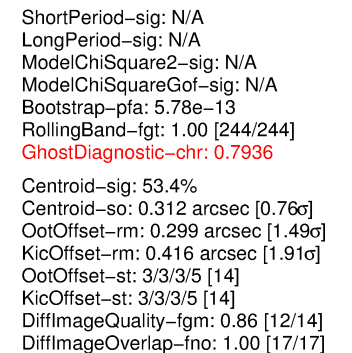 ShortPeriod−sig: N/A
LongPeriod−sig: N/A
ModelChiSquare2−sig: N/A
ModelChiSquareGof−sig: N/A
Bootstrap−pfa: 5.78e−13
RollingBand−fgt: 1.00 [244/244]
GhostDiagnostic−chr: 0.7936
Centroid−sig: 53.4%
Centroid−so: 0.312 arcsec [0.76σ]
OotOffset−rm: 0.299 arcsec [1.49σ]
KicOffset−rm: 0.416 arcsec [1.91σ]
OotOffset−st: 3/3/3/5 [14]
KicOffset−st: 3/3/3/5 [14]
DiffImageQuality−fgm: 0.86 [12/14]
DiffImageOverlap−fno: 1.00 [17/17]